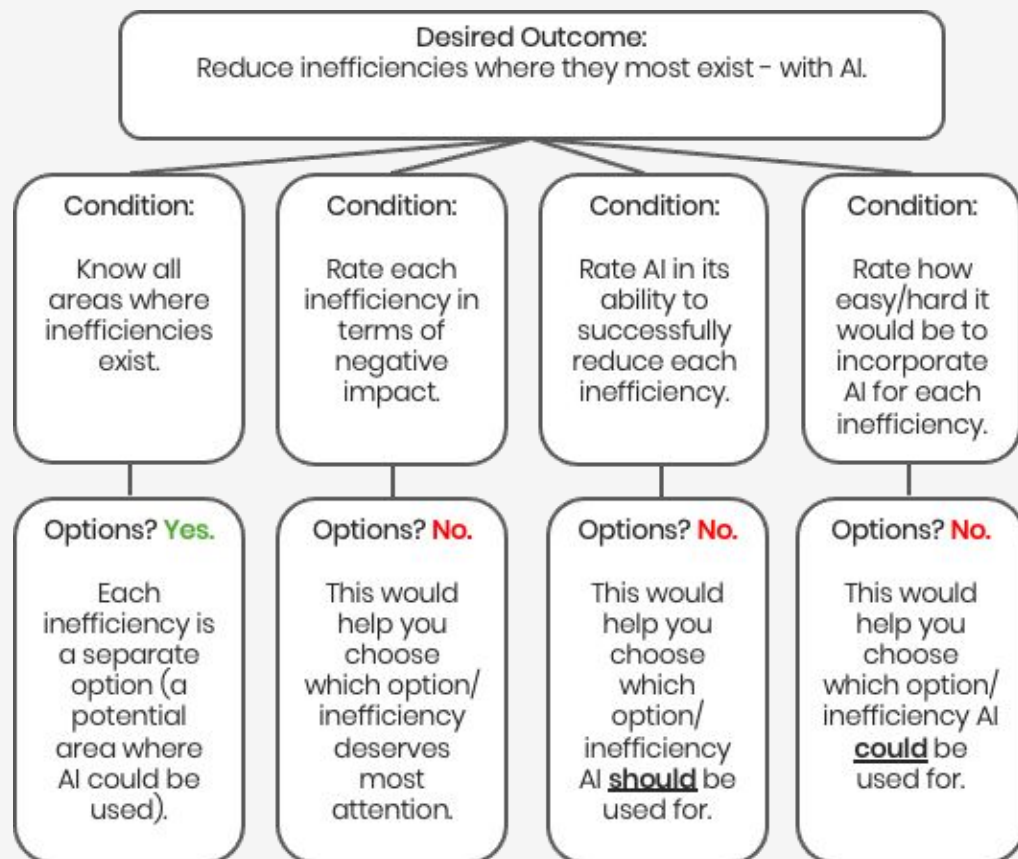 Desired Outcome:
Reduce inefficiencies where they most exist - with AI.
Condition:
Know all
areas where
inefficiencies
exist.
Condition:
Rate each
inefficiency in
terms of
negative
impact.
Condition:
Rate AI in its
ability to
successfully
reduce each
inefficiency.
Condition:
Rate how
easy/hard it
would be to
incorporate
AI for each
inefficiency.
Options? Yes.
Each
inefficiency is
a separate
option (a
potential
area where
AI could be
used).
Options? No.
This would
help you
choose
which option/
inefficiency
deserves
most
attention.
Options? No.
This would
help you
choose
which
option/
inefficiency
AI should be
used for.
Options? No.
This would
help you
choose
which option/
inefficiency AI
could be
used for.